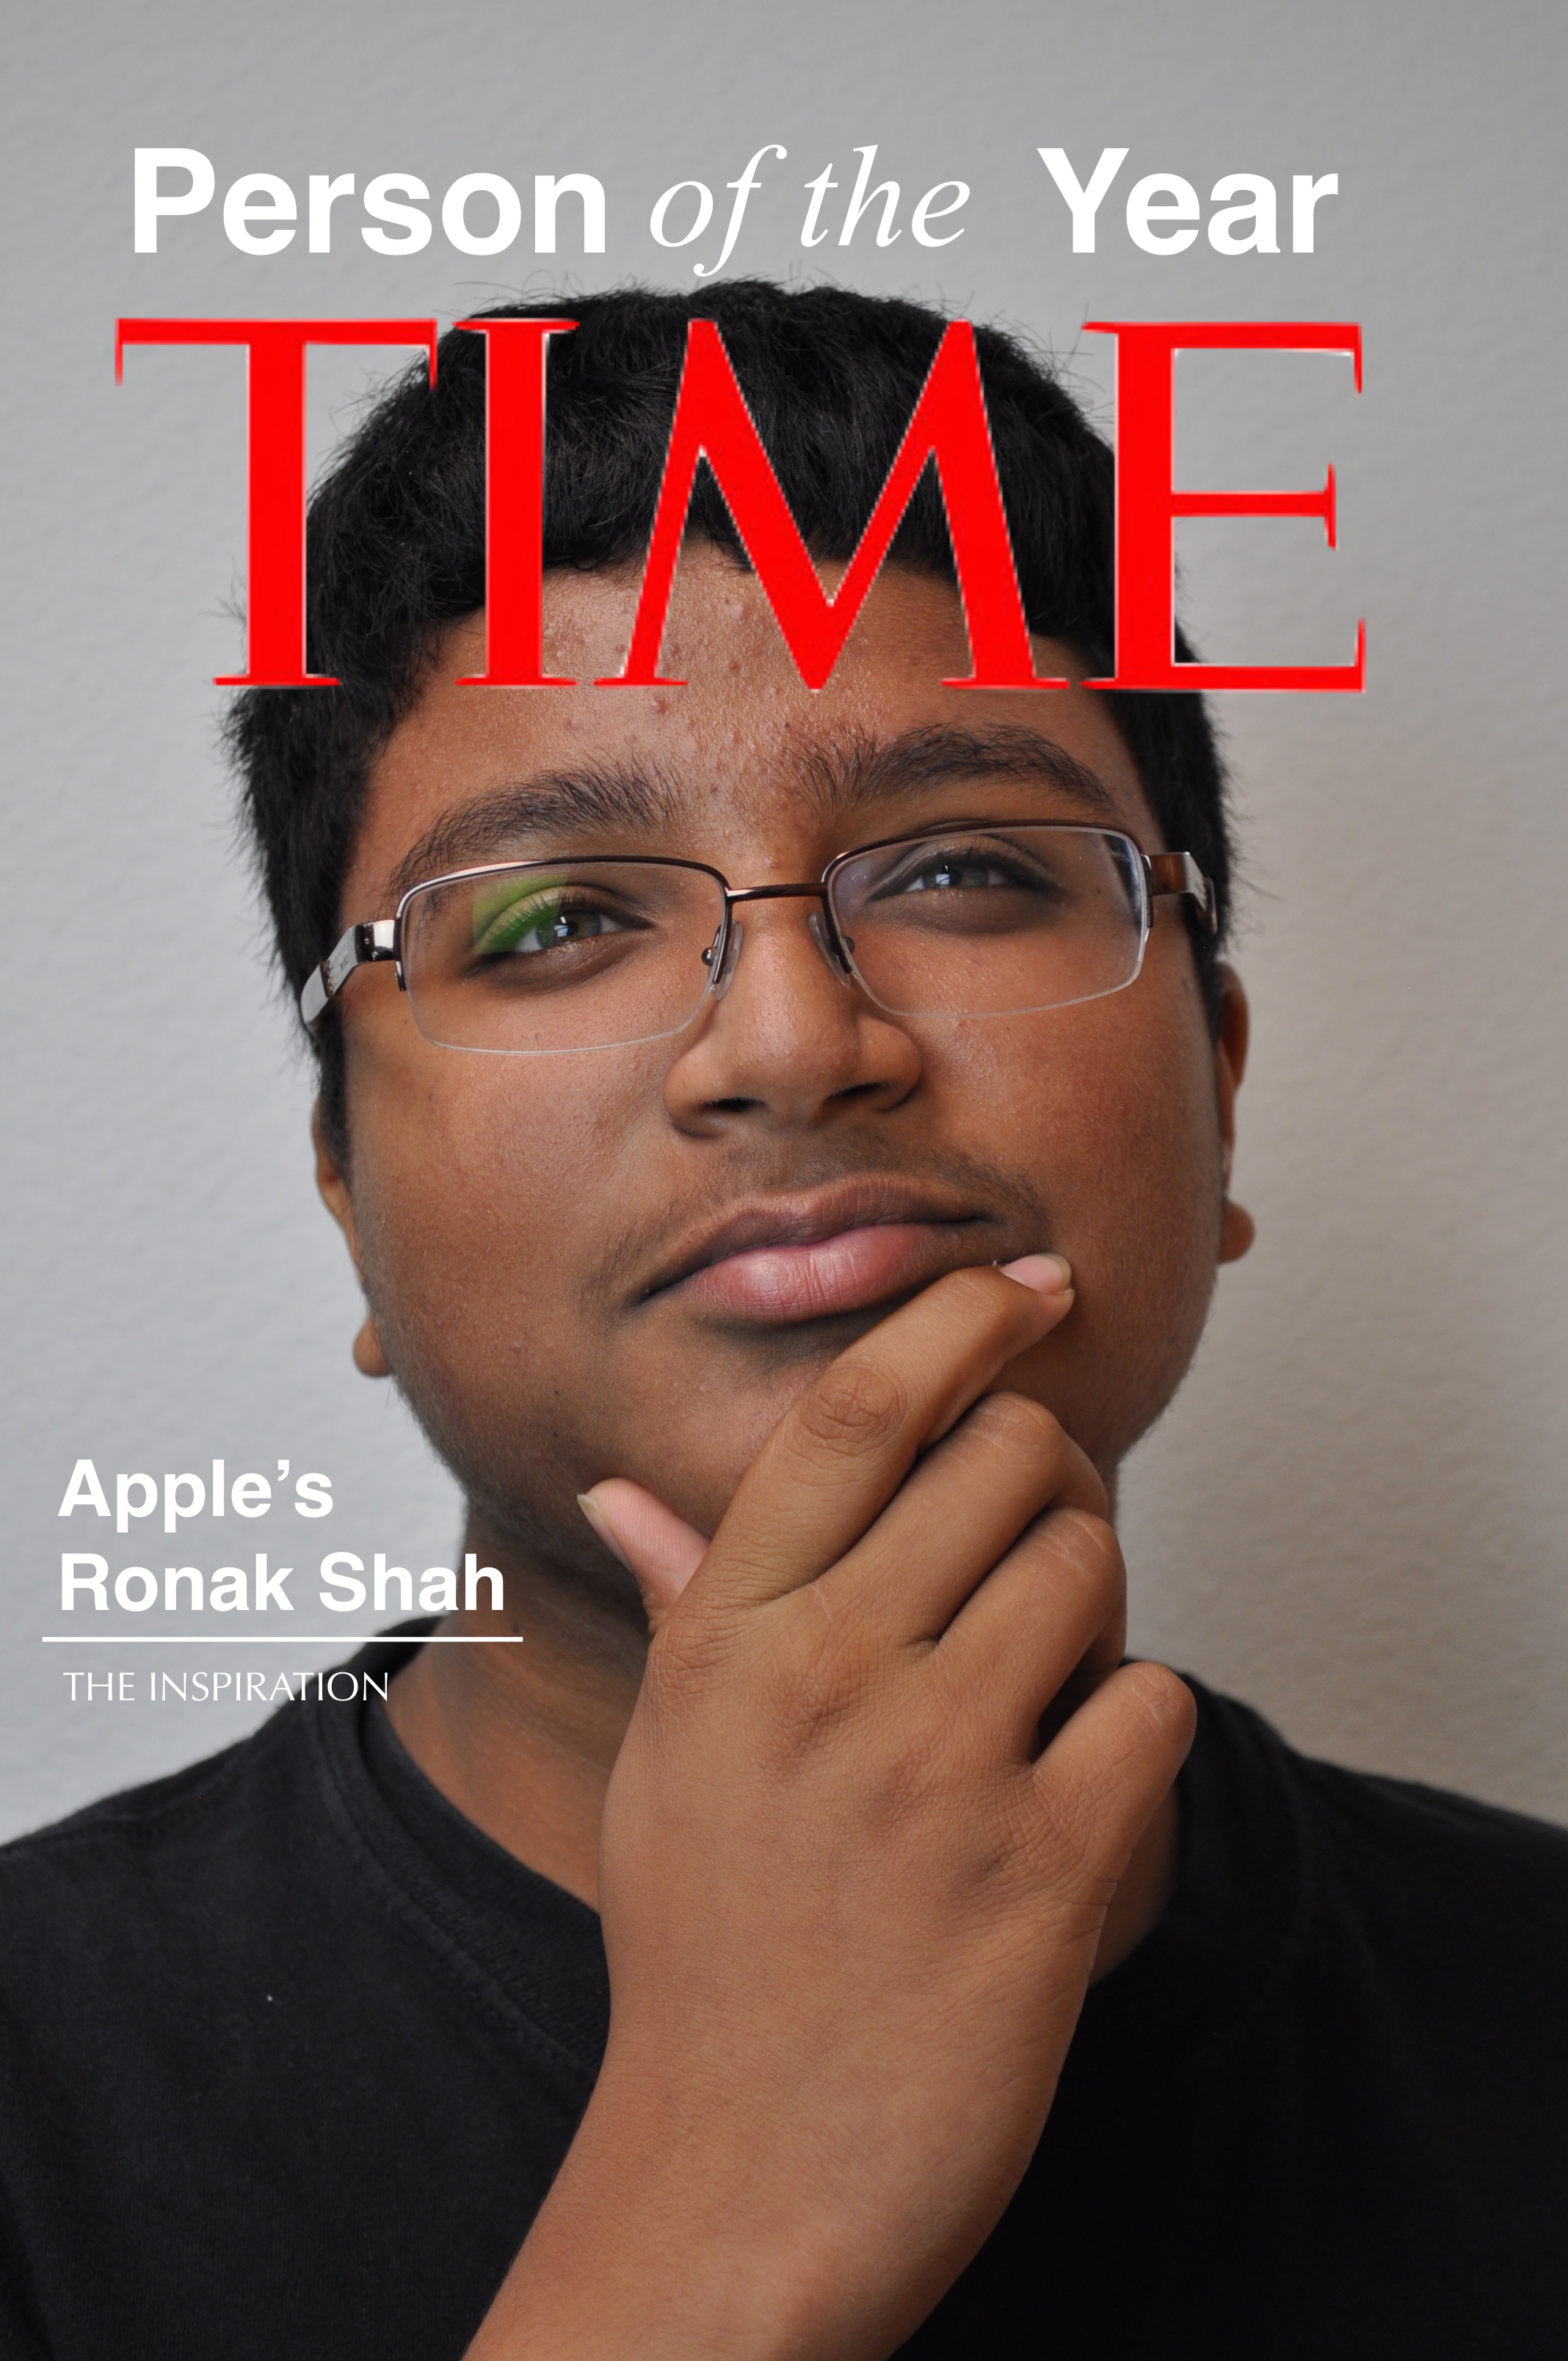 Person of the Year
TIME
Apple’s
Ronak Shah
THE INSPIRATION